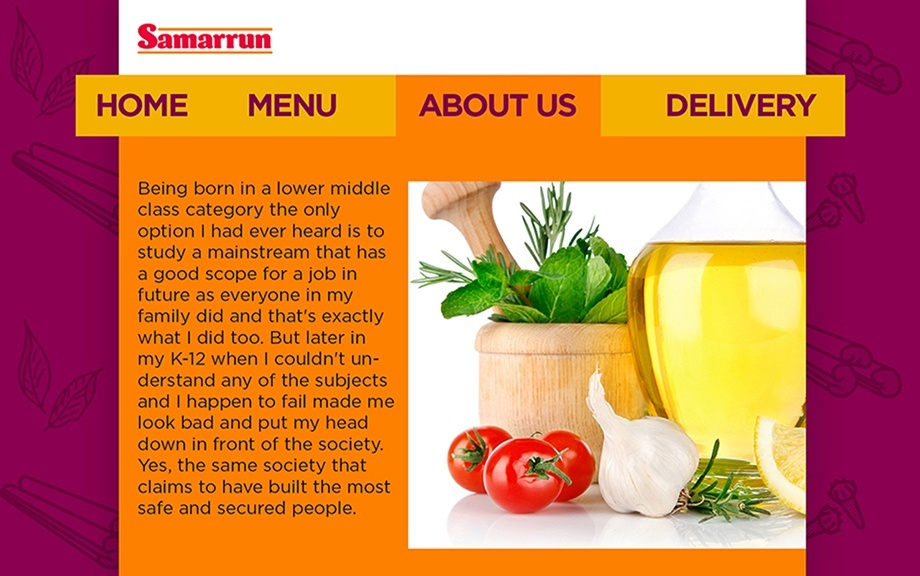 Samarrun
HOME MENU ABOUT US DELIVERY
Being born in a lower middle
class category the only
option I had ever heard is to
study a mainstream that has
a good scope for a job in
future as everyone in my
family did and that's exactly
what I did too. But later in
my K-12 when I couldn't un-
derstand any of the subjects
and I happen to fail made me
look bad and put my head
down in front of the society.
Yes, the same society that
claims to have built the most
safe and secured people.